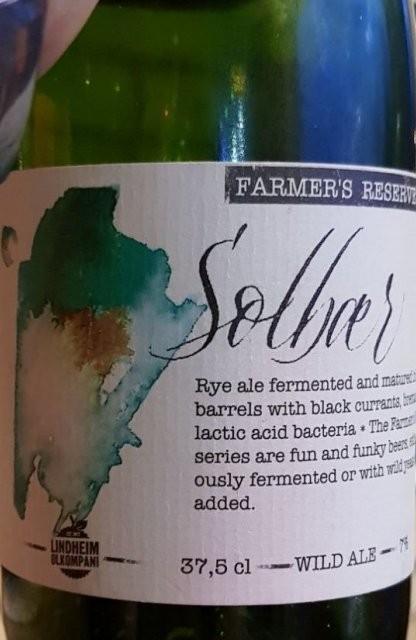 FARMER'S RESERVE
Solbær
Rye ale fermented and matured
barrels with black currants,
lactic acid bacteria * The Farmer
series are fun and funky beers,
ously fermented or with wild
added.
LINDHEIM
ØLKOMPANI
37,5 cl — WILD ALE — 7%